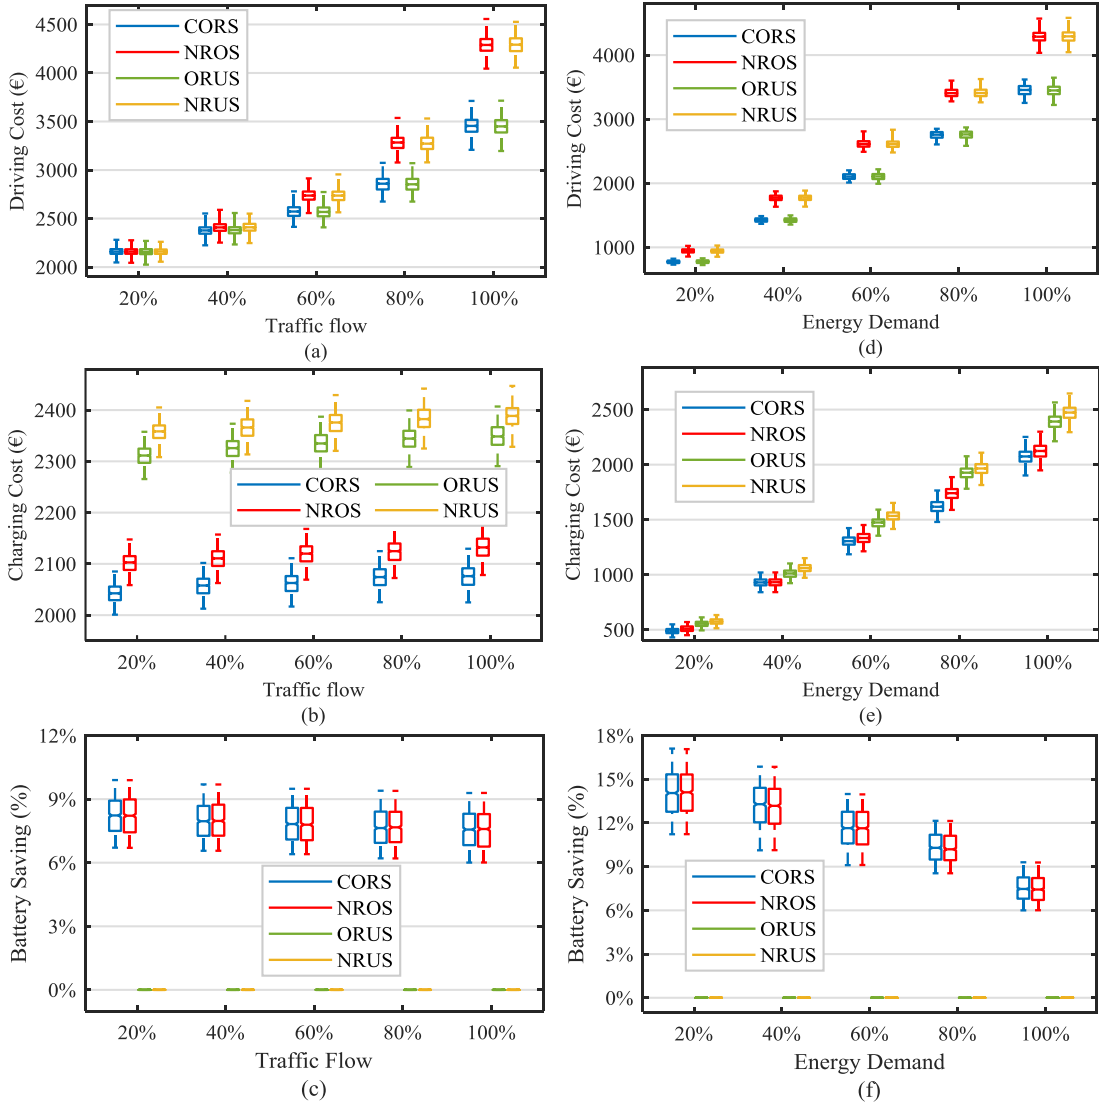 4500
4000
3500
3000
2500
2000
Driving Cost (€)
CORS
NROS
ORUS
NRUS
20% 40% 60% 80% 100%
Traffic flow
(a)
4000
3000
2000
1000
Driving Cost (€)
CORS
NROS
ORUS
NRUS
20% 40% 60% 80% 100%
Energy Demand
(d)
2400
2300
2200
2100
2000
Charging Cost (€)
CORS ORUS
NROS NRUS
20% 40% 60% 80% 100%
Traffic flow
(b)
2500
2000
1500
1000
500
Charging Cost (€)
CORS
NROS
ORUS
NRUS
20% 40% 60% 80% 100%
Energy Demand
(e)
12%
9%
6%
3%
0%
Battery Saving (%)
CORS
NROS
ORUS
NRUS
20% 40% 60% 80% 100%
Traffic Flow
(c)
18%
15%
12%
9%
6%
3%
0%
Battery Saving (%)
CORS
NROS
ORUS
NRUS
20% 40% 60% 80% 100%
Energy Demand
(f)